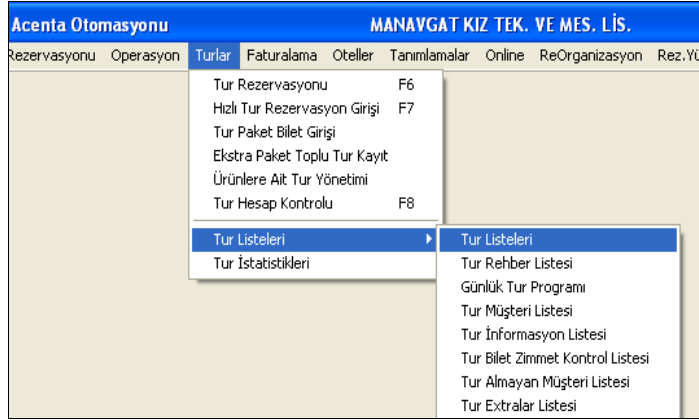 Acenta Otomasyonu MANAVGAT KIZ TEK. VE MES. LİS.
Rezervasyonu Operasyon Turlar Faturalama Oteller Tanımlamalar Online ReOrganizasyon Rez.Yü
Tur Rezervasyonu F6
Hızlı Tur Rezervasyon Girişi F7
Tur Paket Bilet Girişi
Ekstra Paket Toplu Tur Kayıt
Ürünlere Ait Tur Yönetimi
Tur Hesap Kontrolu F8
Tur Listeleri
Tur İstatistikleri
Tur Listeleri
Tur Rehber Listesi
Günlük Tur Programı
Tur Müşteri Listesi
Tur İnformasyon Listesi
Tur Bilet Zimmet Kontrol Listesi
Tur Almayan Müşteri Listesi
Tur Extralar Listesi